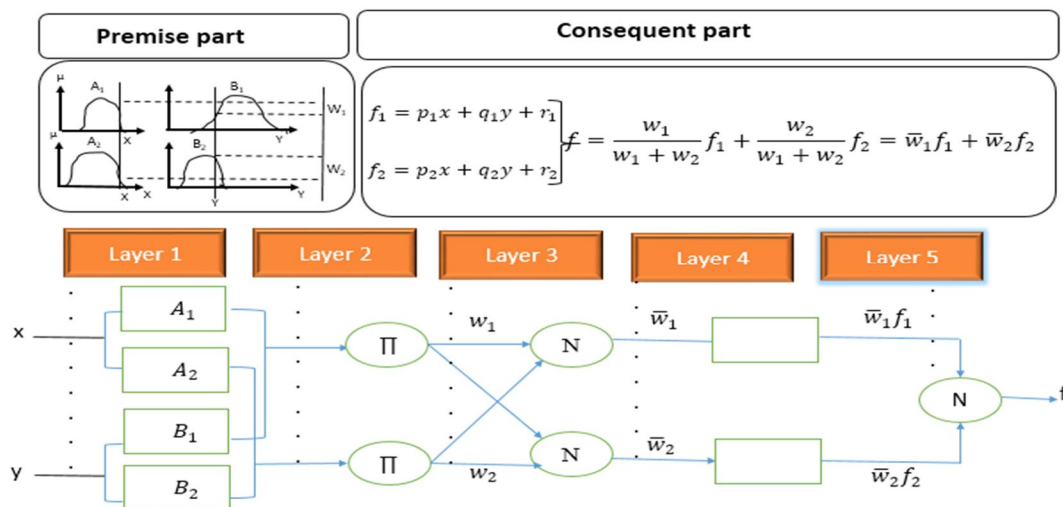 Premise part
Consequent part
μ A₁ X
B₁ Y
W₁
μ A₂ X X
B₂ Y Y
W₂
f₁ = p₁x + q₁y + r₁
f₂ = p₂x + q₂y + r₂
f = w₁/(w₁ + w₂) f₁ + w₂/(w₁ + w₂) f₂ = w̅₁f₁ + w̅₂f₂
Layer 1 Layer 2 Layer 3 Layer 4 Layer 5
x A₁ A₂
y B₁ B₂
Π w₁ N w̅₁ w̅₁f₁
N f
Π w₂ N w̅₂ w̅₂f₂